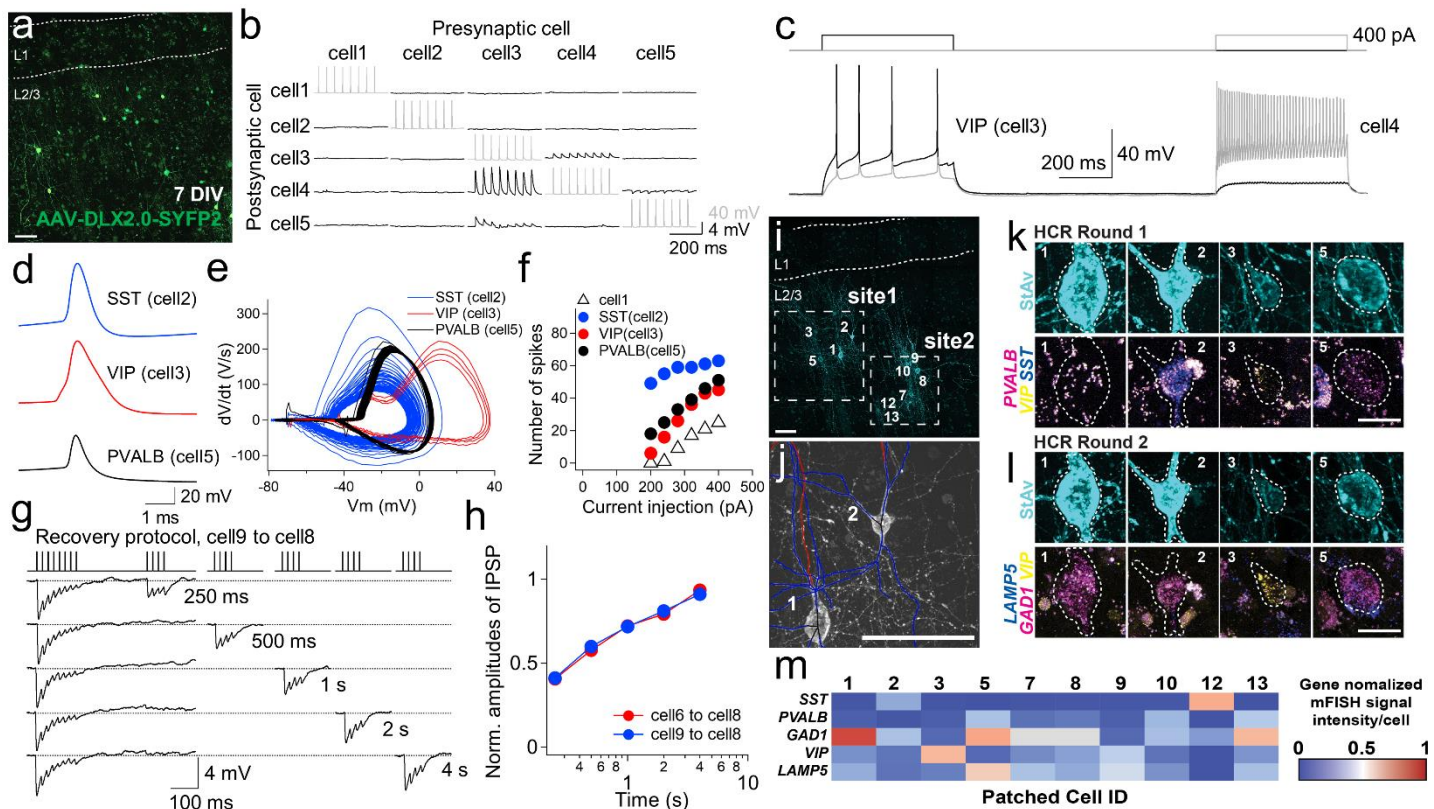 a
L1
L2/3
7 DIV
AAV-DLX2.0-SYFP2
b
Presynaptic cell
cell1 cell2 cell3 cell4 cell5
Postsynaptic cell
cell1
cell2
cell3
cell4
cell5
40 mV
4 mV
200 ms
c
400 pA
VIP (cell3)
200 ms
40 mV
cell4
d
SST (cell2)
VIP (cell3)
PVALB (cell5)
20 mV
1 ms
e
SST (cell2)
VIP (cell3)
PVALB (cell5)
dV/dt (V/s)
300
200
100
0
-100
-80 -40 0 40
Vm (mV)
f
cell1
SST(cell2)
VIP(cell3)
PVALB(cell5)
Number of spikes
80
60
40
20
0
0 100 200 300 400 500
Current injection (pA)
g
Recovery protocol, cell9 to cell8
250 ms
500 ms
1 s
2 s
4 s
4 mV
100 ms
h
Norm. amplitudes of IPSP
1
0.5
0
cell6 to cell8
cell9 to cell8
4 6 8 1 2 4 6 8 10
Time (s)
i
L1
L2/3
site1
site2
3 2
5 1
9
10
8
7
12
13
j
2
1
k
HCR Round 1
StAv
1 2 3 5
PVALB
VIP SST
1 2 3 5
l
HCR Round 2
StAv
1 2 3 5
LAMP5
GAD1 VIP
1 2 3 5
m
1 2 3 5 7 8 9 10 12 13
SST
PVALB
GAD1
VIP
LAMP5
Patched Cell ID
Gene nomalized
mFISH signal
intensity/cell
0 0.5 1